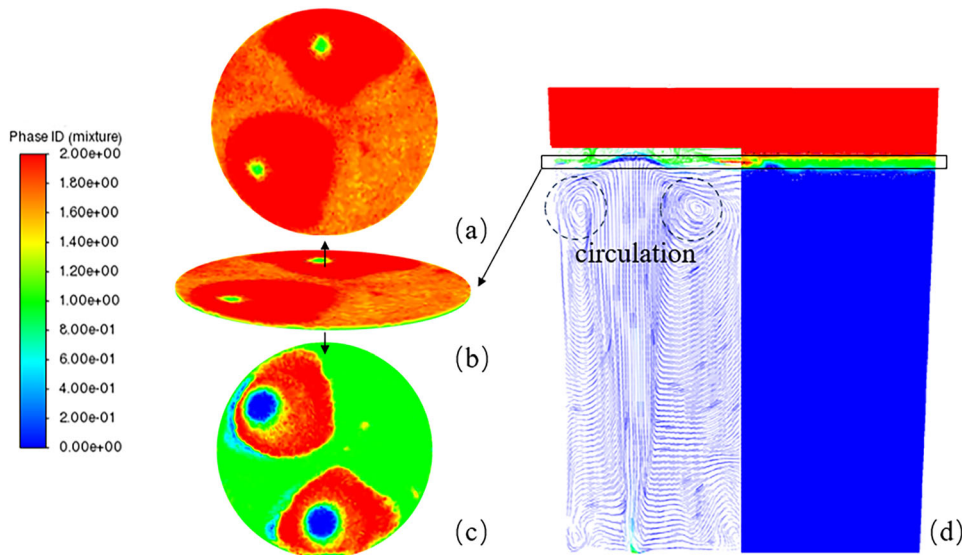 Phase ID (mixture)
2.00e+00
1.80e+00
1.60e+00
1.40e+00
1.20e+00
1.00e+00
8.00e-01
6.00e-01
4.00e-01
2.00e-01
0.00e+00
(a)
(b)
(c)
circulation
(d)